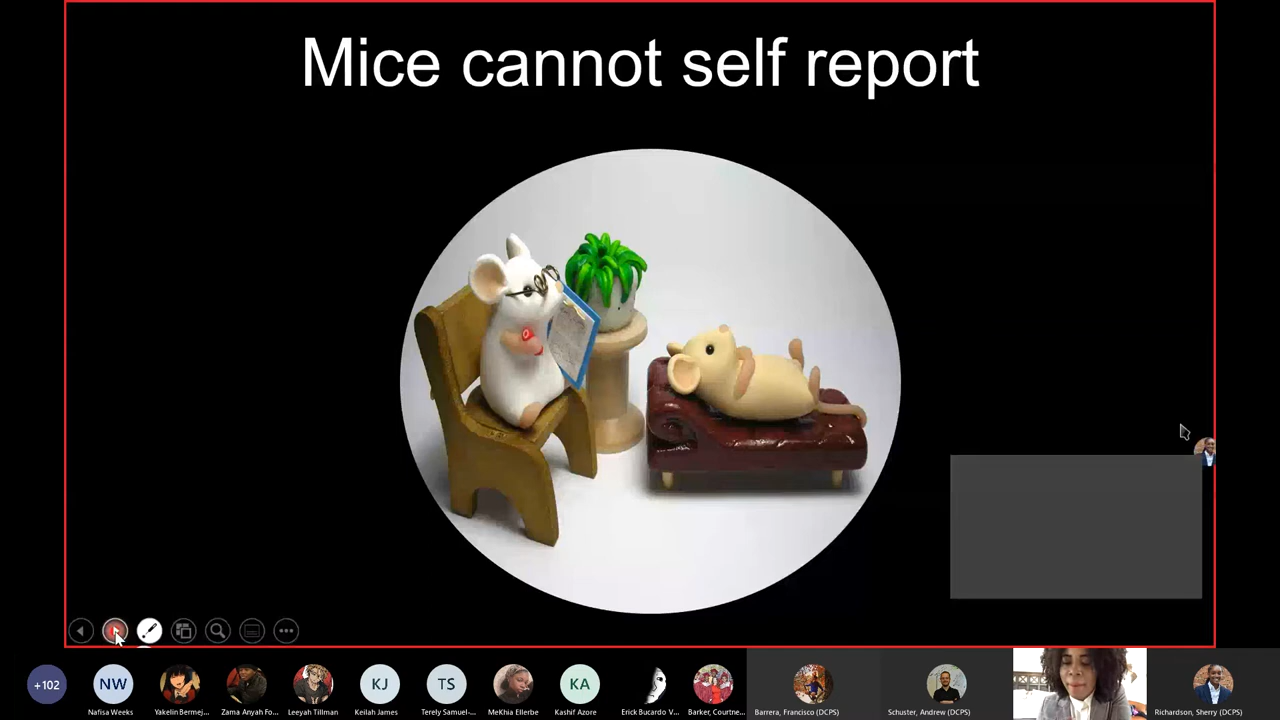 Mice cannot self report
+102
NW
KJ
TS
KA
Nafisa Weeks
Yakelin Bermej...
Zama Anyah Fo...
Leeyah Tillman
Keilah James
Terely Samuel-...
MeKhia Ellerbe
Kashif Azore
Erick Bucardo V...
Barker, Courtne...
Barrera, Francisco (DCPS)
Schuster, Andrew (DCPS)
Richardson, Sherry (DCPS)